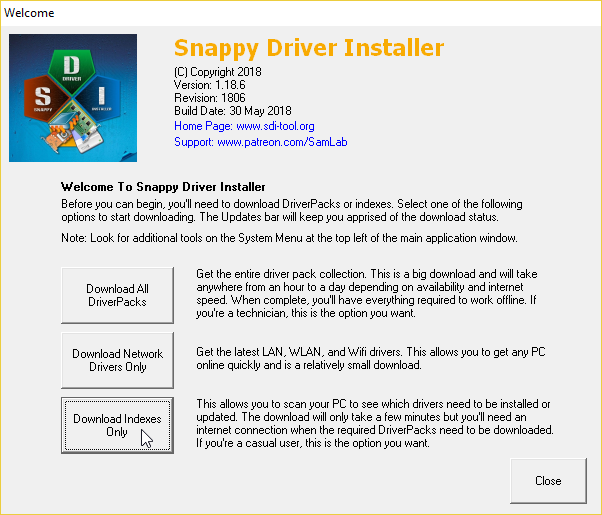 Welcome
Snappy Driver Installer
D
DRIVER
S
SNAPPY
I
INSTALLER
(C) Copyright 2018
Version: 1.18.6
Revision: 1806
Build Date: 30 May 2018
Home Page: www.sdi-tool.org
Support: www.patreon.com/SamLab
Welcome To Snappy Driver Installer
Before you can begin, you'll need to download DriverPacks or indexes. Select one of the following
options to start downloading. The Updates bar will keep you apprised of the download status.
Note: Look for additional tools on the System Menu at the top left of the main application window.
Download All
DriverPacks
Get the entire driver pack collection. This is a big download and will take
anywhere from an hour to a day depending on availability and internet
speed. When complete, you'll have everything required to work offline. If
you're a technician, this is the option you want.
Download Network
Drivers Only
Get the latest LAN, WLAN, and Wifi drivers. This allows you to get any PC
online quickly and is a relatively small download.
Download Indexes
Only
This allows you to scan your PC to see which drivers need to be installed or
updated. The download will only take a few minutes but you'll need an
internet connection when the required DriverPacks need to be downloaded.
If you're a casual user, this is the option you want.
Close